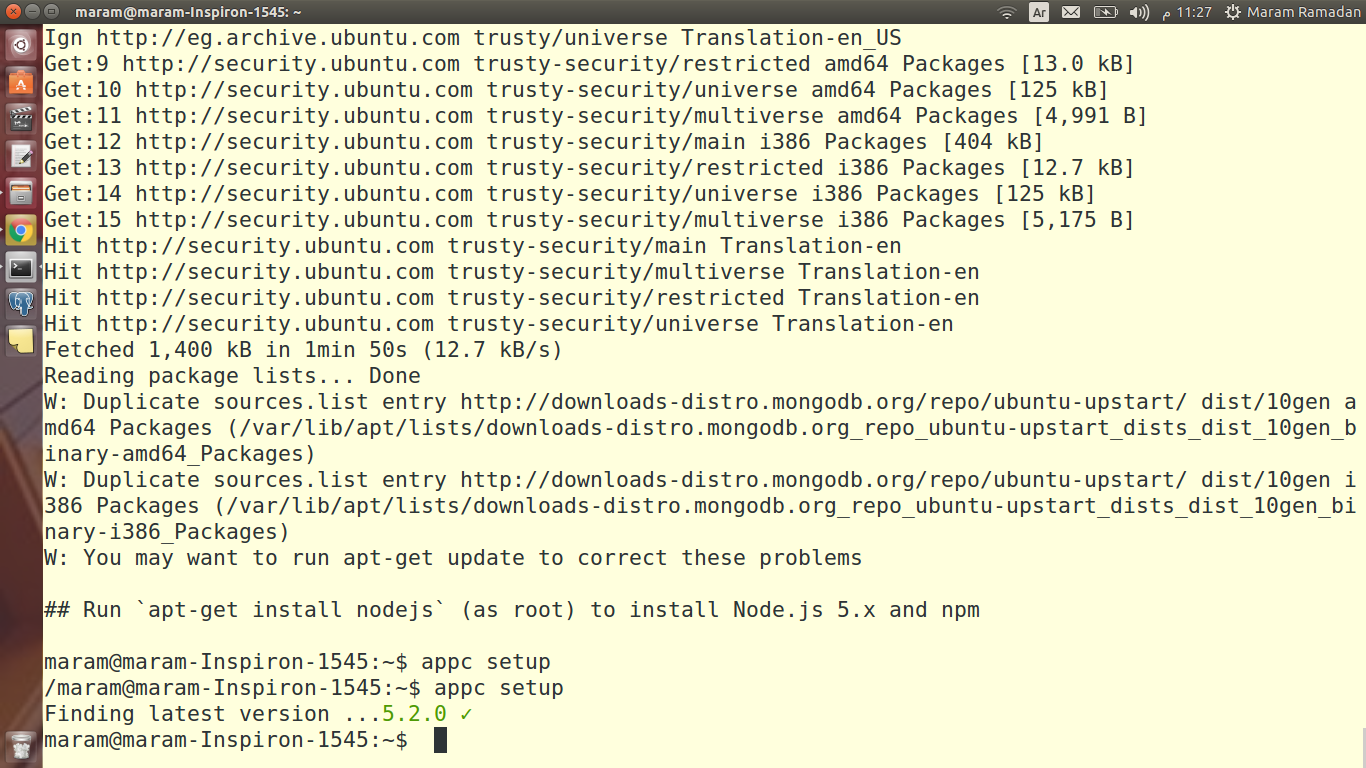 maram@maram-Inspiron-1545: ~
Ar
م 11:27
Maram Ramadan
Ign http://eg.archive.ubuntu.com trusty/universe Translation-en_US
Get:9 http://security.ubuntu.com trusty-security/restricted amd64 Packages [13.0 kB]
Get:10 http://security.ubuntu.com trusty-security/universe amd64 Packages [125 kB]
Get:11 http://security.ubuntu.com trusty-security/multiverse amd64 Packages [4,991 B]
Get:12 http://security.ubuntu.com trusty-security/main i386 Packages [404 kB]
Get:13 http://security.ubuntu.com trusty-security/restricted i386 Packages [12.7 kB]
Get:14 http://security.ubuntu.com trusty-security/universe i386 Packages [125 kB]
Get:15 http://security.ubuntu.com trusty-security/multiverse i386 Packages [5,175 B]
Hit http://security.ubuntu.com trusty-security/main Translation-en
Hit http://security.ubuntu.com trusty-security/multiverse Translation-en
Hit http://security.ubuntu.com trusty-security/restricted Translation-en
Hit http://security.ubuntu.com trusty-security/universe Translation-en
Fetched 1,400 kB in 1min 50s (12.7 kB/s)
Reading package lists... Done
W: Duplicate sources.list entry http://downloads-distro.mongodb.org/repo/ubuntu-upstart/ dist/10gen a
md64 Packages (/var/lib/apt/lists/downloads-distro.mongodb.org_repo_ubuntu-upstart_dists_dist_10gen_b
inary-amd64_Packages)
W: Duplicate sources.list entry http://downloads-distro.mongodb.org/repo/ubuntu-upstart/ dist/10gen i
386 Packages (/var/lib/apt/lists/downloads-distro.mongodb.org_repo_ubuntu-upstart_dists_dist_10gen_bi
nary-i386_Packages)
W: You may want to run apt-get update to correct these problems
## Run `apt-get install nodejs` (as root) to install Node.js 5.x and npm
maram@maram-Inspiron-1545:~$ appc setup
/maram@maram-Inspiron-1545:~$ appc setup
Finding latest version ...5.2.0 ✓
maram@maram-Inspiron-1545:~$